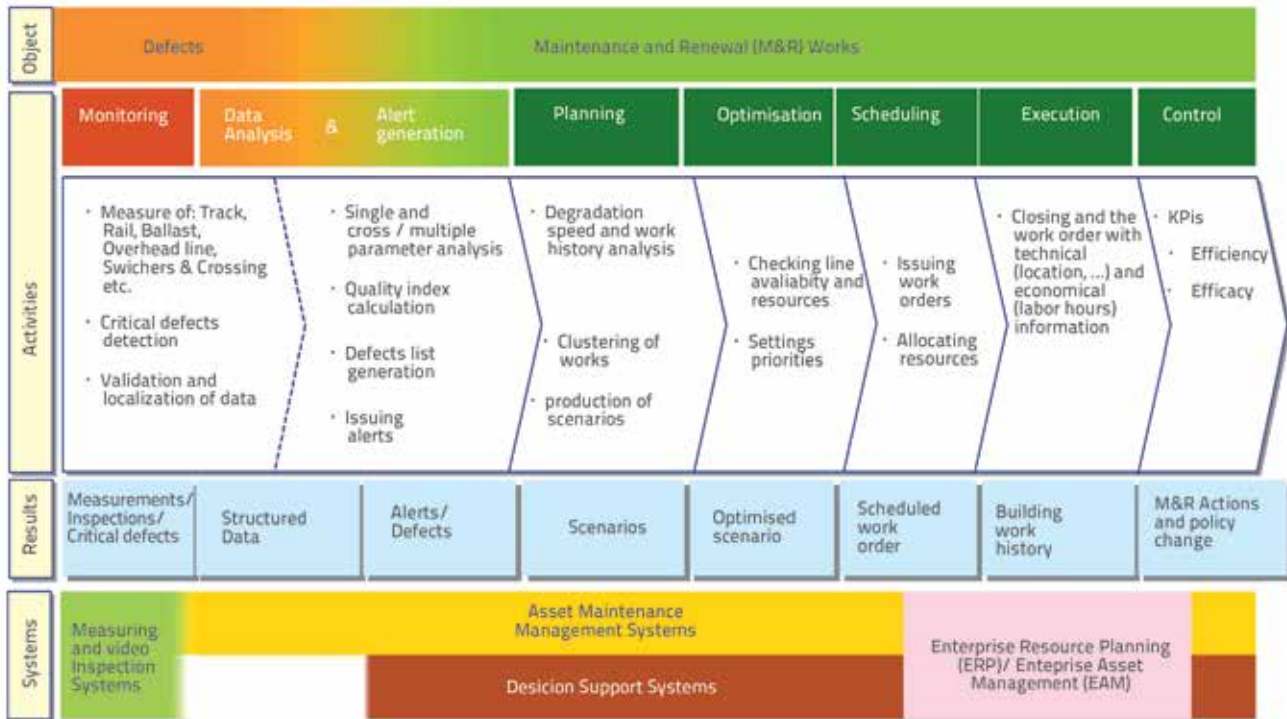 Object
Defects
Maintenance and Renewal (M&R) Works
Activities
Monitoring
Data
Analysis
&
Alert
generation
Planning
Optimisation
Scheduling
Execution
Control
· Measure of: Track,
Rail, Ballast,
Overhead line,
Swichers & Crossing
etc.
· Critical defects
detection
· Validation and
localization of data
· Single and
cross / multiple
parameter analysis
· Quality index
calculation
· Defects list
generation
· Issuing
alerts
· Degradation
speed and work
history analysis
· Clustering of
works
· production of
scenarios
· Checking line
avaliabity and
resources
· Settings
priorities
· Issuing
work
orders
· Allocating
resources
· Closing and the
work order with
technical
(location, ...) and
economical
(labor hours)
information
· KPis
· Efficiency
· Efficacy
Results
Measurements/
Inspections/
Critical defects
Structured
Data
Alerts/
Defects
Scenarios
Optimised
scenario
Scheduled
work
order
Building
work
history
M&R Actions
and policy
change
Systems
Measuring
and video
Inspection
Systems
Asset Maintenance
Management Systems
Desicion Support Systems
Enterprise Resource Planning
(ERP)/ Enteprise Asset
Management (EAM)